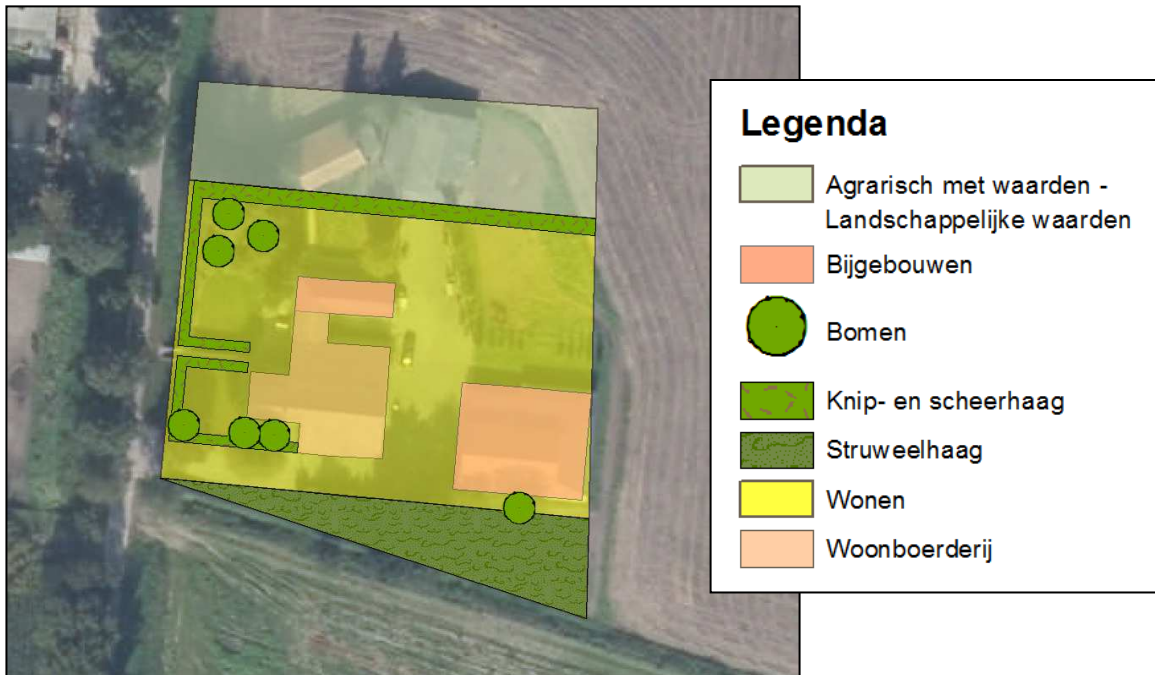 Legenda
Agrarisch met waarden -
Landschappelijke waarden
Bijgebouwen
Bomen
Knip- en scheerhaag
Struweelhaag
Wonen
Woonboerderij